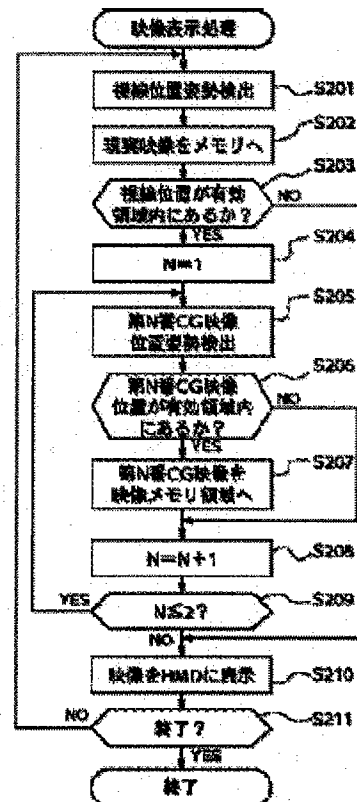 映像表示処理
視線位置姿勢検出
S201
現実映像をメモリへ
S202
S203
視線位置が有効
領域内にあるか？
NO
YES
S204
N=1
S205
第N番CG映像
位置姿勢検出
S206
第N番CG映像
位置が有効領域内
にあるか？
NO
YES
S207
第N番CG映像を
映像メモリ領域へ
N=N+1
S208
YES
N≦2?
S209
NO
映像をHMDに表示
S210
NO
終了？
S211
YES
終了